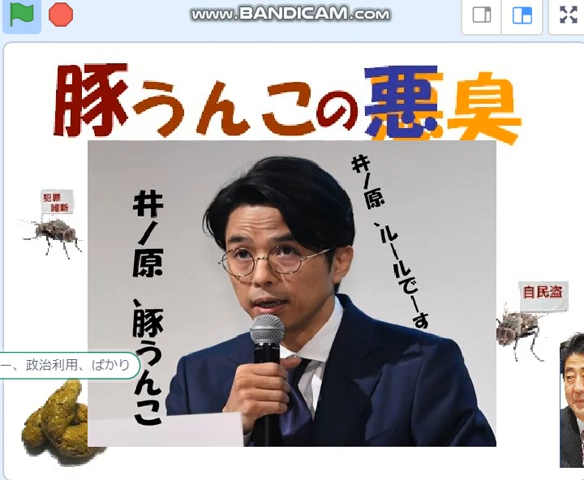 www.BANDICAM.com
豚うんこの悪臭
井ノ原、ルールでーす
井ノ原、豚うんこ
犯罪
維新
自民盗
ー、政治利用、ばかり